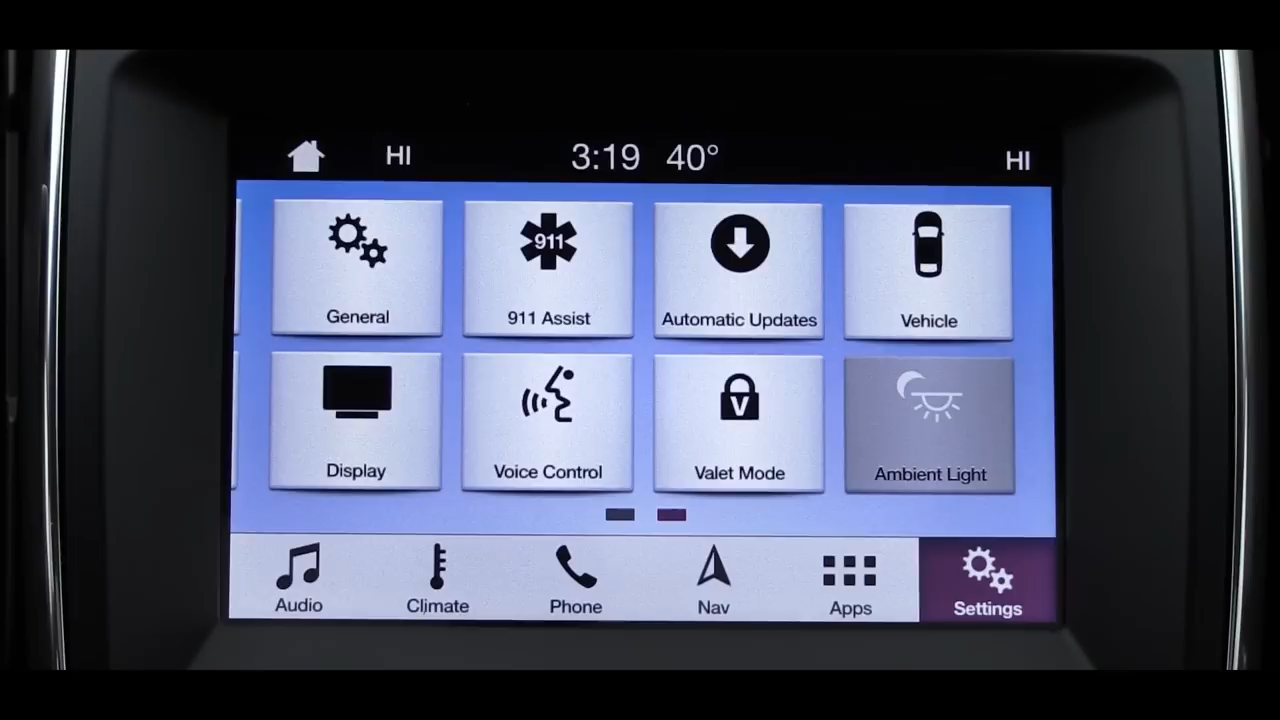 HI 3:19 40° HI
General
911
911 Assist
Automatic Updates
Vehicle
Display
Voice Control
V
Valet Mode
Ambient Light
Audio
Climate
Phone
Nav
Apps
Settings